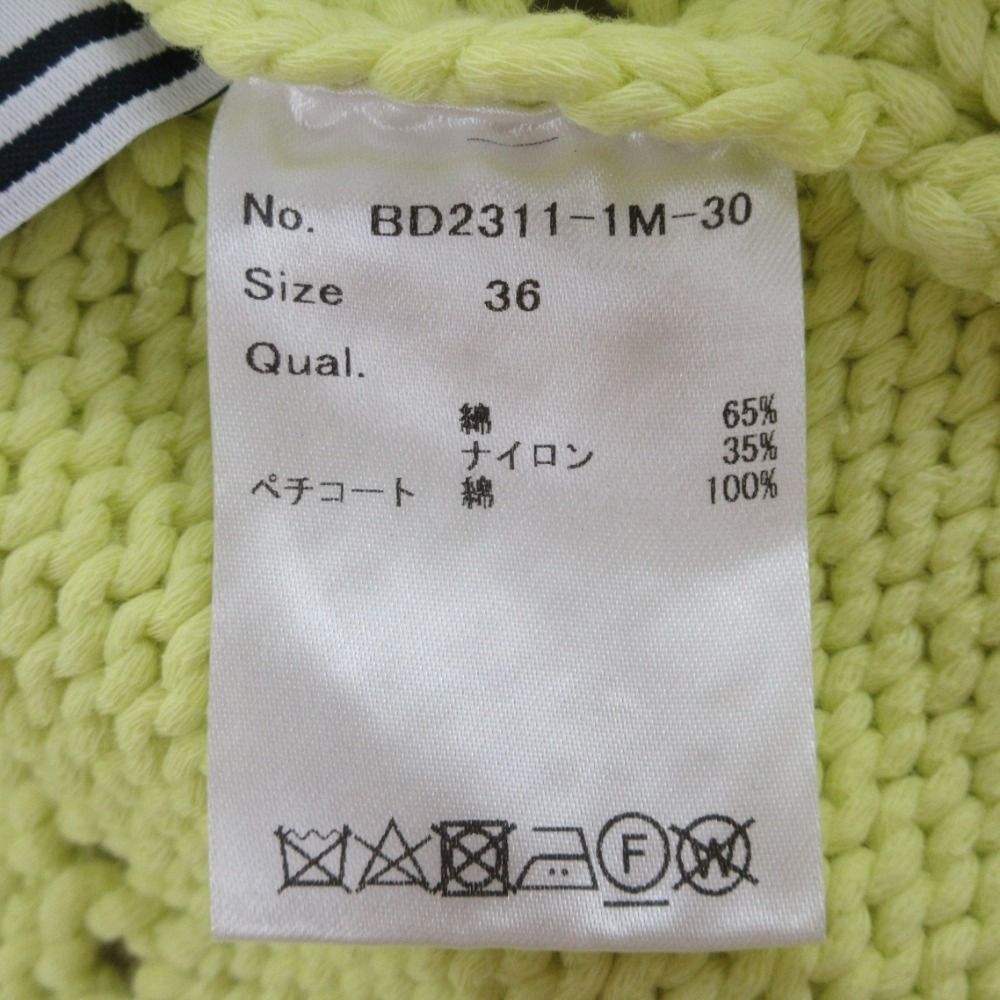 No. BD2311-1M-30
Size 36
Qual.
綿 65%
ナイロン 35%
ペチコート 綿 100%
F W